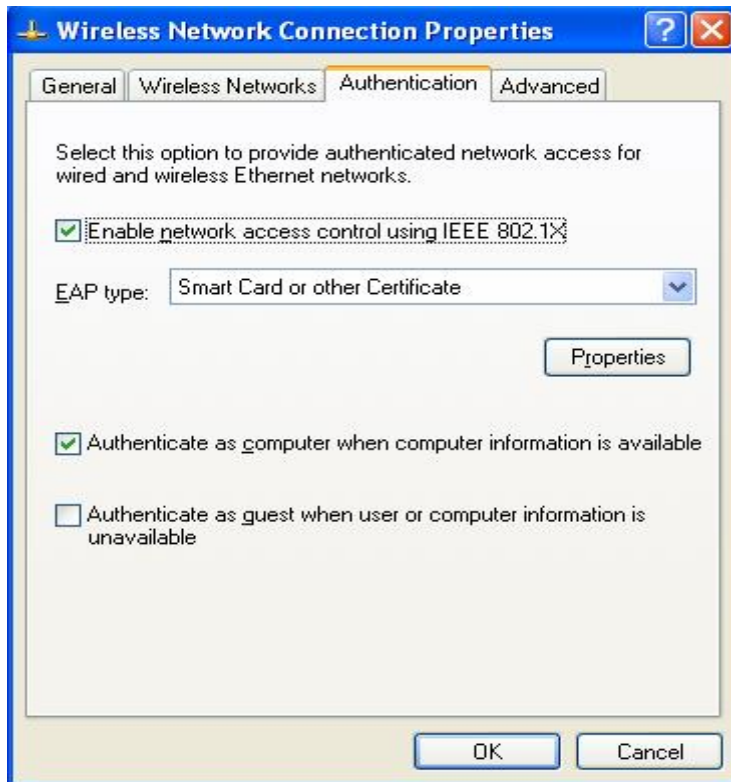 Wireless Network Connection Properties
General Wireless Networks Authentication Advanced
Select this option to provide authenticated network access for
wired and wireless Ethernet networks.
Enable network access control using IEEE 802.1X
EAP type: Smart Card or other Certificate
Properties
Authenticate as computer when computer information is available
Authenticate as guest when user or computer information is
unavailable
OK Cancel